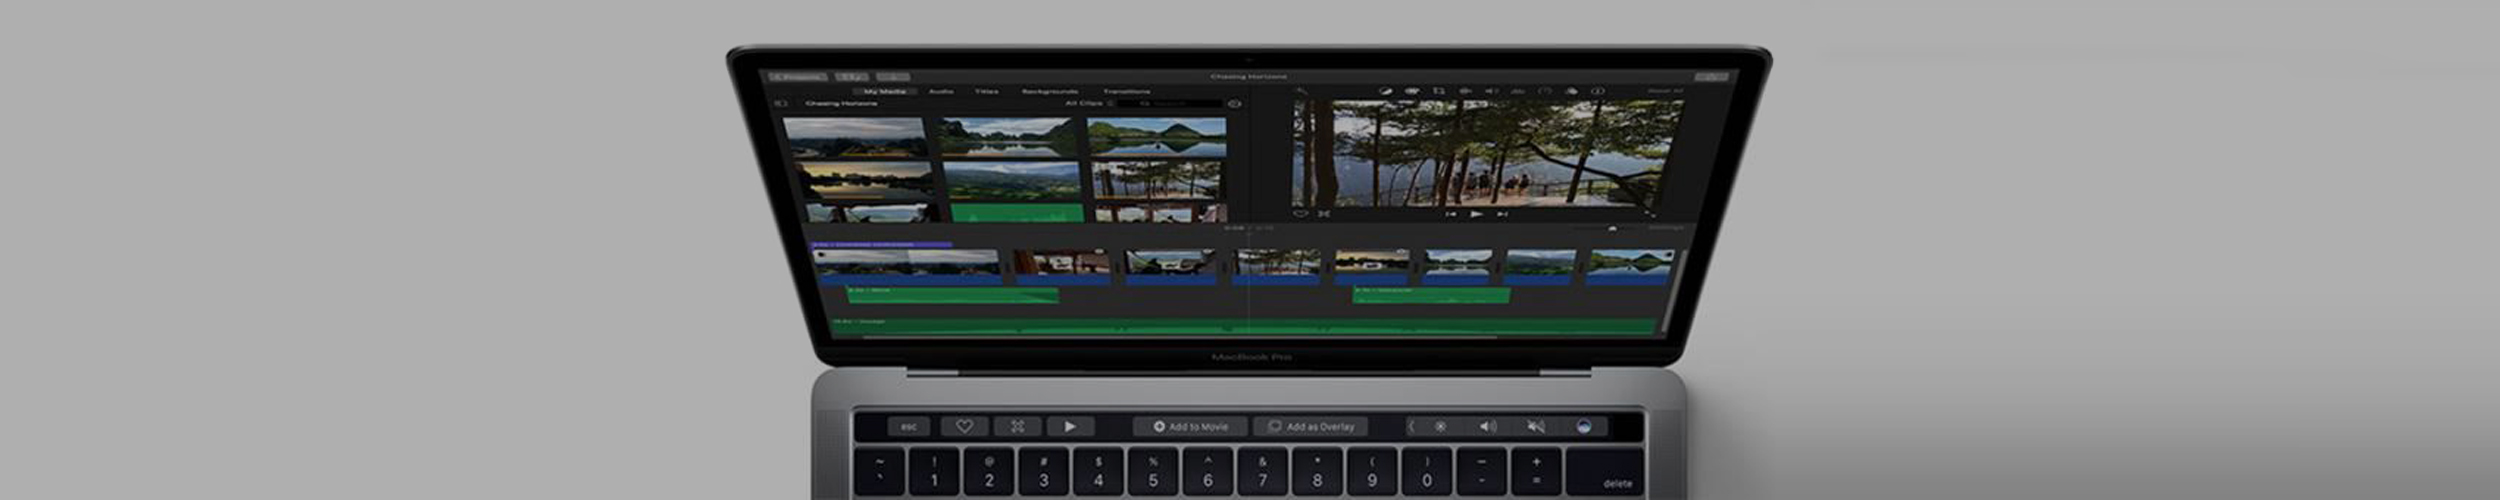 Chasing Horizons
My Media Audio Titles Backgrounds Transitions
Chasing Horizons All Clips Search
MacBook Pro
esc Add to Movie Add as Overlay
~ ! @ # $ % ^ & * ( ) — +
` 1 2 3 4 5 6 7 8 9 0 - = delete